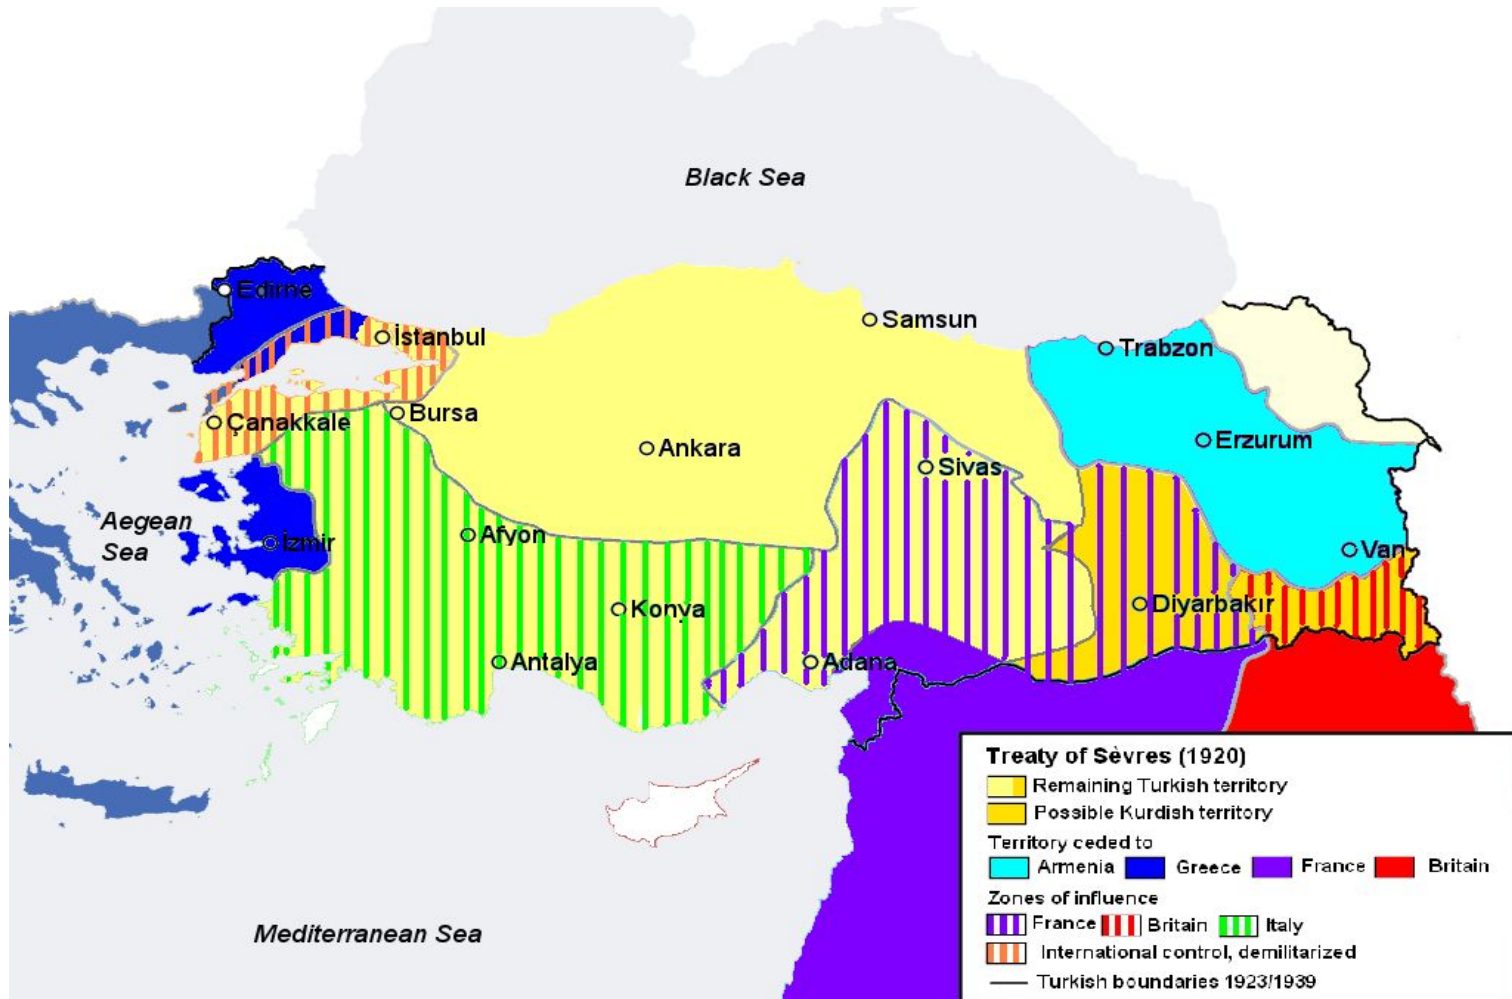 Black Sea
Edirne
İstanbul
Samsun
Trabzon
Çanakkale
Bursa
Ankara
Erzurum
Sivas
Aegean
Sea
İzmir
Afyon
Van
Konya
Diyarbakır
Antalya
Adana
Mediterranean Sea
Treaty of Sèvres (1920)
Remaining Turkish territory
Possible Kurdish territory
Territory ceded to
Armenia Greece France Britain
Zones of influence
France Britain Italy
International control, demilitarized
Turkish boundaries 1923/1939